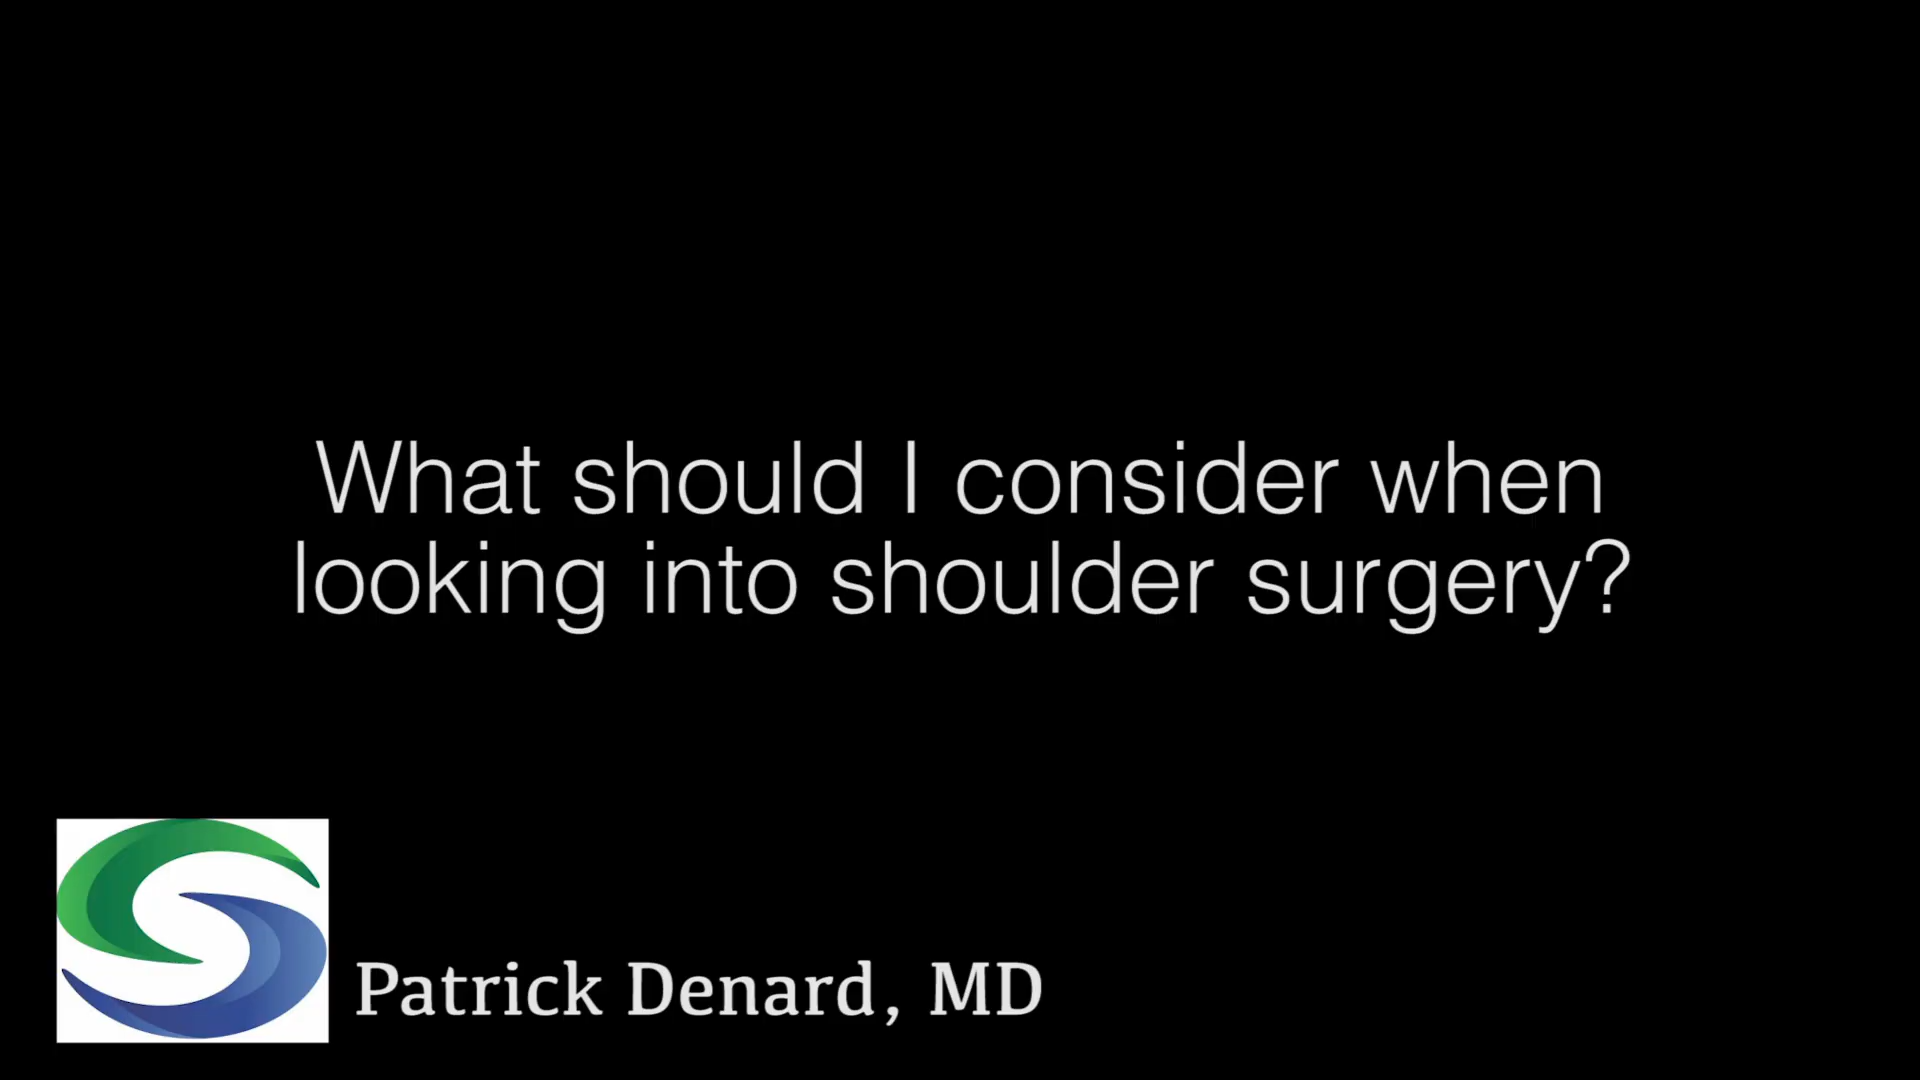 What should I consider when
looking into shoulder surgery?
Patrick Denard, MD